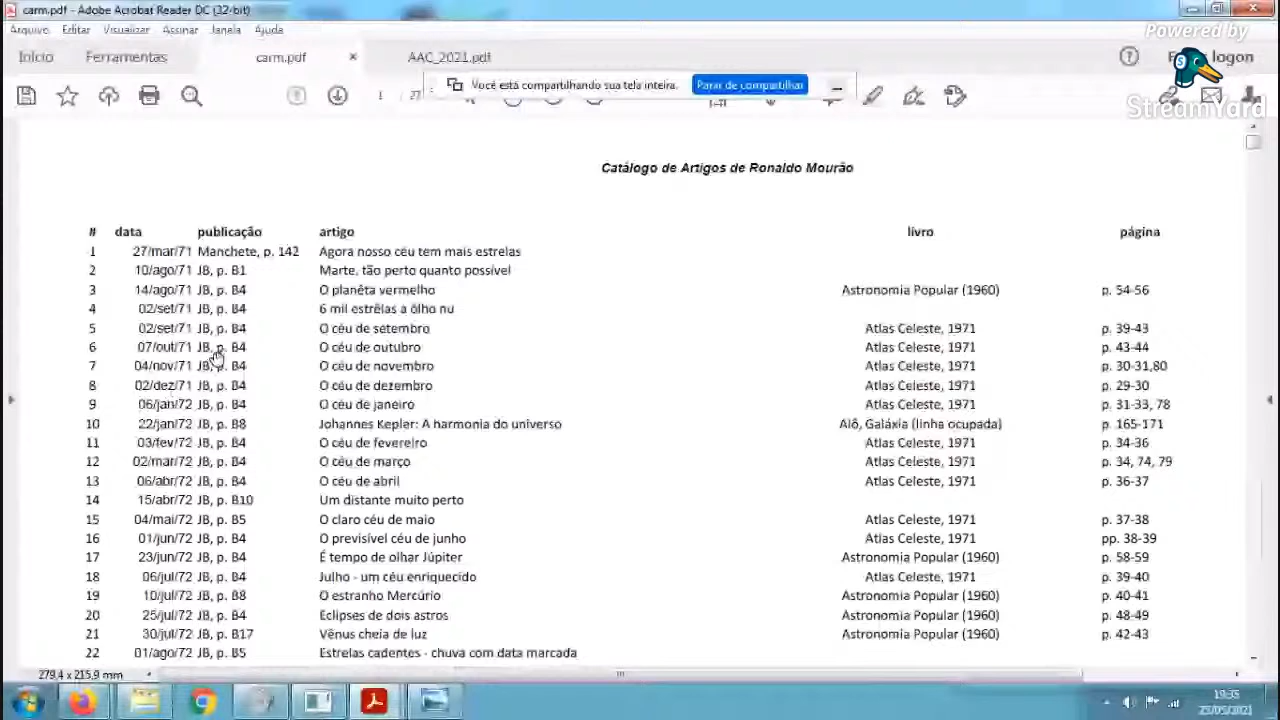 carm.pdf - Adobe Acrobat Reader DC (32-bit)
Arquivo Editar Visualizar Assinar Janela Ajuda
Powered by
StreamYard
Início Ferramentas carm.pdf × AAC_2021.pdf logon
Você está compartilhando sua tela inteira. Parar de compartilhar
1 27
Catálogo de Artigos de Ronaldo Mourão
# data publicação artigo livro página
1 27/mar/71 Manchete, p. 142 Agora nosso céu tem mais estrelas
2 10/ago/71 JB, p. B1 Marte, tão perto quanto possível
3 14/ago/71 JB, p. B4 O planêta vermelho Astronomia Popular (1960) p. 54-56
4 02/set/71 JB, p. B4 6 mil estrêlas a ôlho nu
5 02/set/71 JB, p. B4 O céu de setembro Atlas Celeste, 1971 p. 39-43
6 07/out/71 JB, p. B4 O céu de outubro Atlas Celeste, 1971 p. 43-44
7 04/nov/71 JB, p. B4 O céu de novembro Atlas Celeste, 1971 p. 30-31,80
8 02/dez/71 JB, p. B4 O céu de dezembro Atlas Celeste, 1971 p. 29-30
9 06/jan/72 JB, p. B4 O céu de janeiro Atlas Celeste, 1971 p. 31-33, 78
10 22/jan/72 JB, p. B8 Johannes Kepler: A harmonia do universo Alô, Galáxia (linha ocupada) p. 165-171
11 03/fev/72 JB, p. B4 O céu de fevereiro Atlas Celeste, 1971 p. 34-36
12 02/mar/72 JB, p. B4 O céu de março Atlas Celeste, 1971 p. 34, 74, 79
13 06/abr/72 JB, p. B4 O céu de abril Atlas Celeste, 1971 p. 36-37
14 15/abr/72 JB, p. B10 Um distante muito perto
15 04/mai/72 JB, p. B5 O claro céu de maio Atlas Celeste, 1971 p. 37-38
16 01/jun/72 JB, p. B4 O previsível céu de junho Atlas Celeste, 1971 pp. 38-39
17 23/jun/72 JB, p. B4 É tempo de olhar Júpiter Astronomia Popular (1960) p. 58-59
18 06/jul/72 JB, p. B4 Julho - um céu enriquecido Atlas Celeste, 1971 p. 39-40
19 10/jul/72 JB, p. B8 O estranho Mercúrio Astronomia Popular (1960) p. 40-41
20 25/jul/72 JB, p. B4 Eclipses de dois astros Astronomia Popular (1960) p. 48-49
21 30/jul/72 JB, p. B17 Vênus cheia de luz Astronomia Popular (1960) p. 42-43
22 01/ago/72 JB, p. B5 Estrelas cadentes - chuva com data marcada
279,4 x 215,9 mm
19:35
25/05/2021